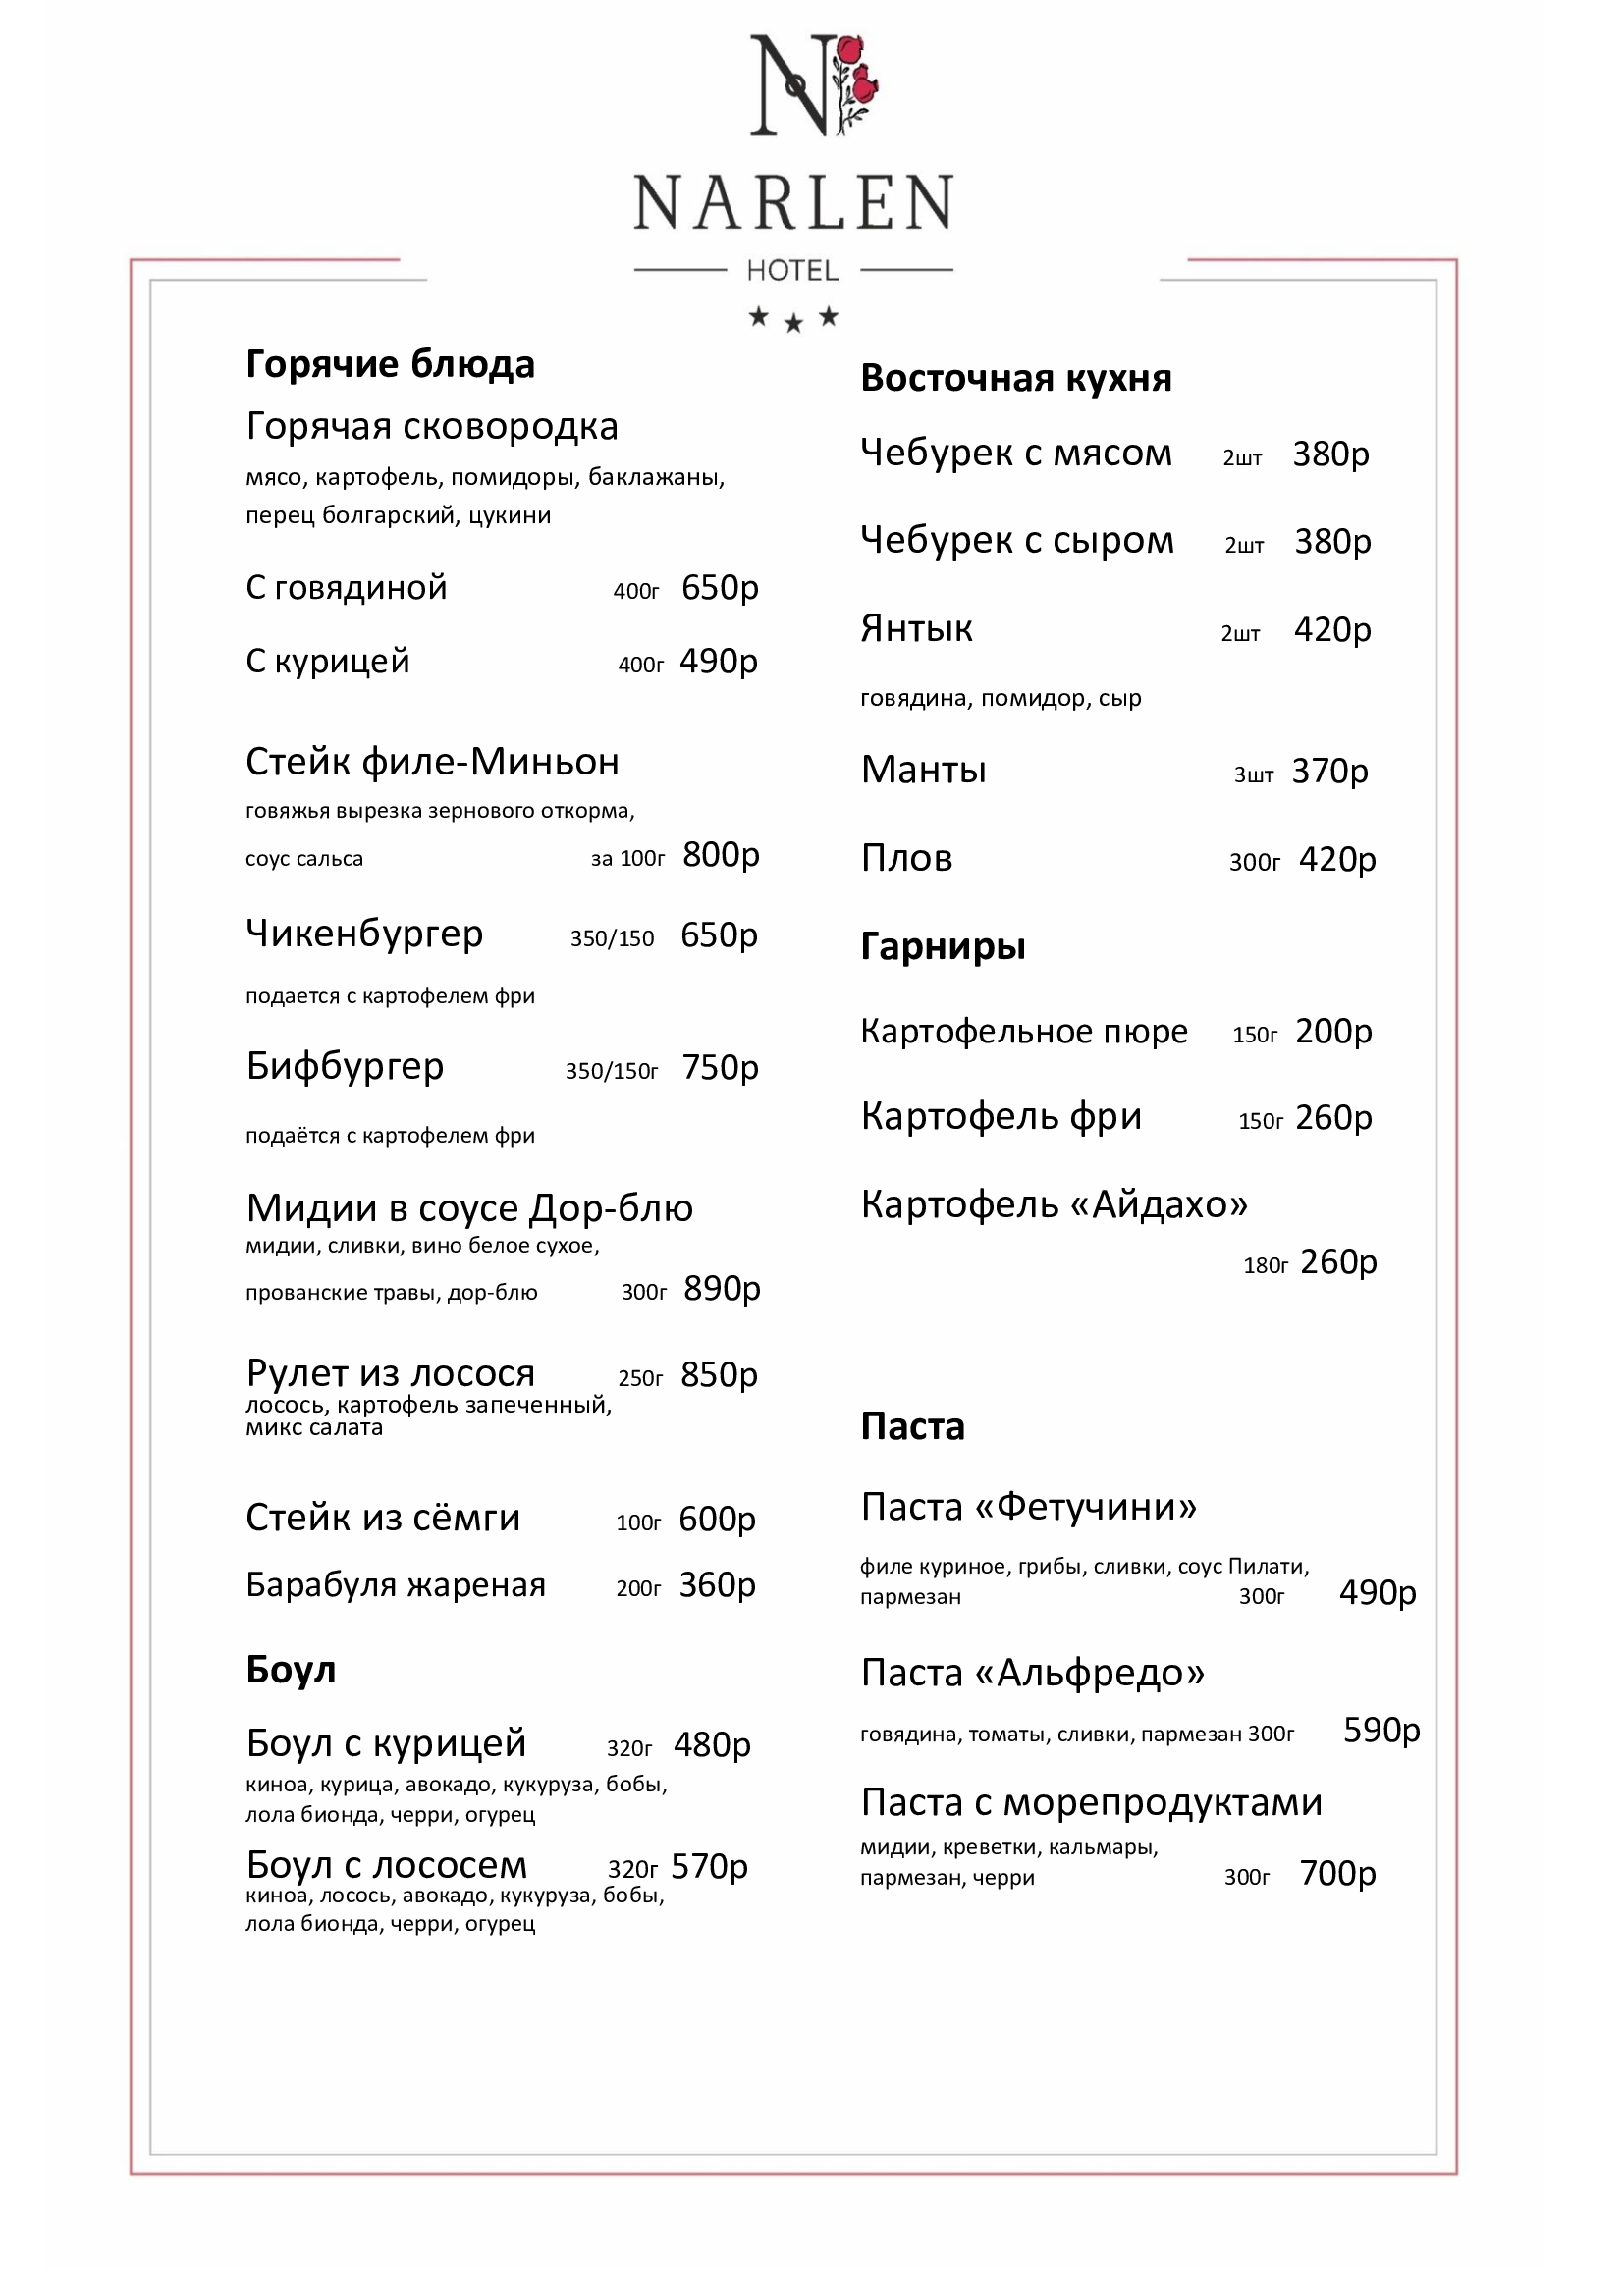 N
NARLEN
HOTEL
Горячие блюда
Горячая сковородка
мясо, картофель, помидоры, баклажаны,
перец болгарский, цукини
С говядиной 400г 650р
С курицей 400г 490р
Стейк филе-Миньон
говяжья вырезка зернового откорма,
соус сальса за 100г 800р
Чикенбургер 350/150 650р
подается с картофелем фри
Бифбургер 350/150г 750р
подаётся с картофелем фри
Мидии в соусе Дор-блю
мидии, сливки, вино белое сухое,
прованские травы, дор-блю 300г 890р
Рулет из лосося 250г 850р
лосось, картофель запеченный,
микс салата
Стейк из сёмги 100г 600р
Барабуля жареная 200г 360р
Боул
Боул с курицей 320г 480р
киноа, курица, авокадо, кукуруза, бобы,
лола бионда, черри, огурец
Боул с лососем 320г 570р
киноа, лосось, авокадо, кукуруза, бобы,
лола бионда, черри, огурец
Восточная кухня
Чебурек с мясом 2шт 380р
Чебурек с сыром 2шт 380р
Янтык 2шт 420р
говядина, помидор, сыр
Манты 3шт 370р
Плов 300г 420р
Гарниры
Картофельное пюре 150г 200р
Картофель фри 150г 260р
Картофель «Айдахо»
180г 260р
Паста
Паста «Фетучини»
филе куриное, грибы, сливки, соус Пилати,
пармезан 300г 490р
Паста «Альфредо»
говядина, томаты, сливки, пармезан 300г 590р
Паста с морепродуктами
мидии, креветки, кальмары,
пармезан, черри 300г 700р